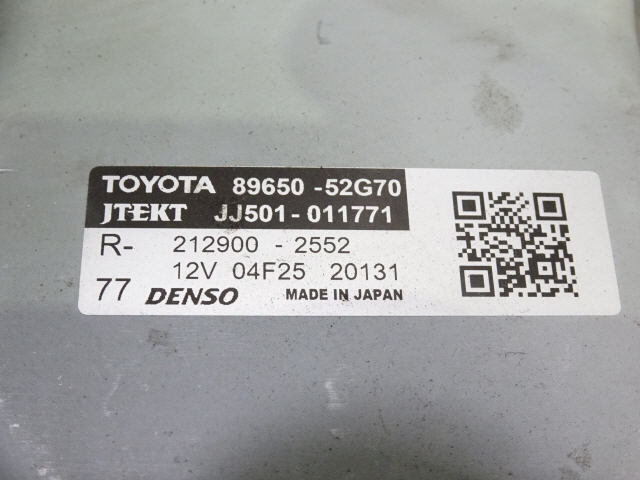 TOYOTA 89650-52G70
JTEKT JJ501-011771
R- 212900-2552
12V 04F25 20131
77 DENSO MADE IN JAPAN